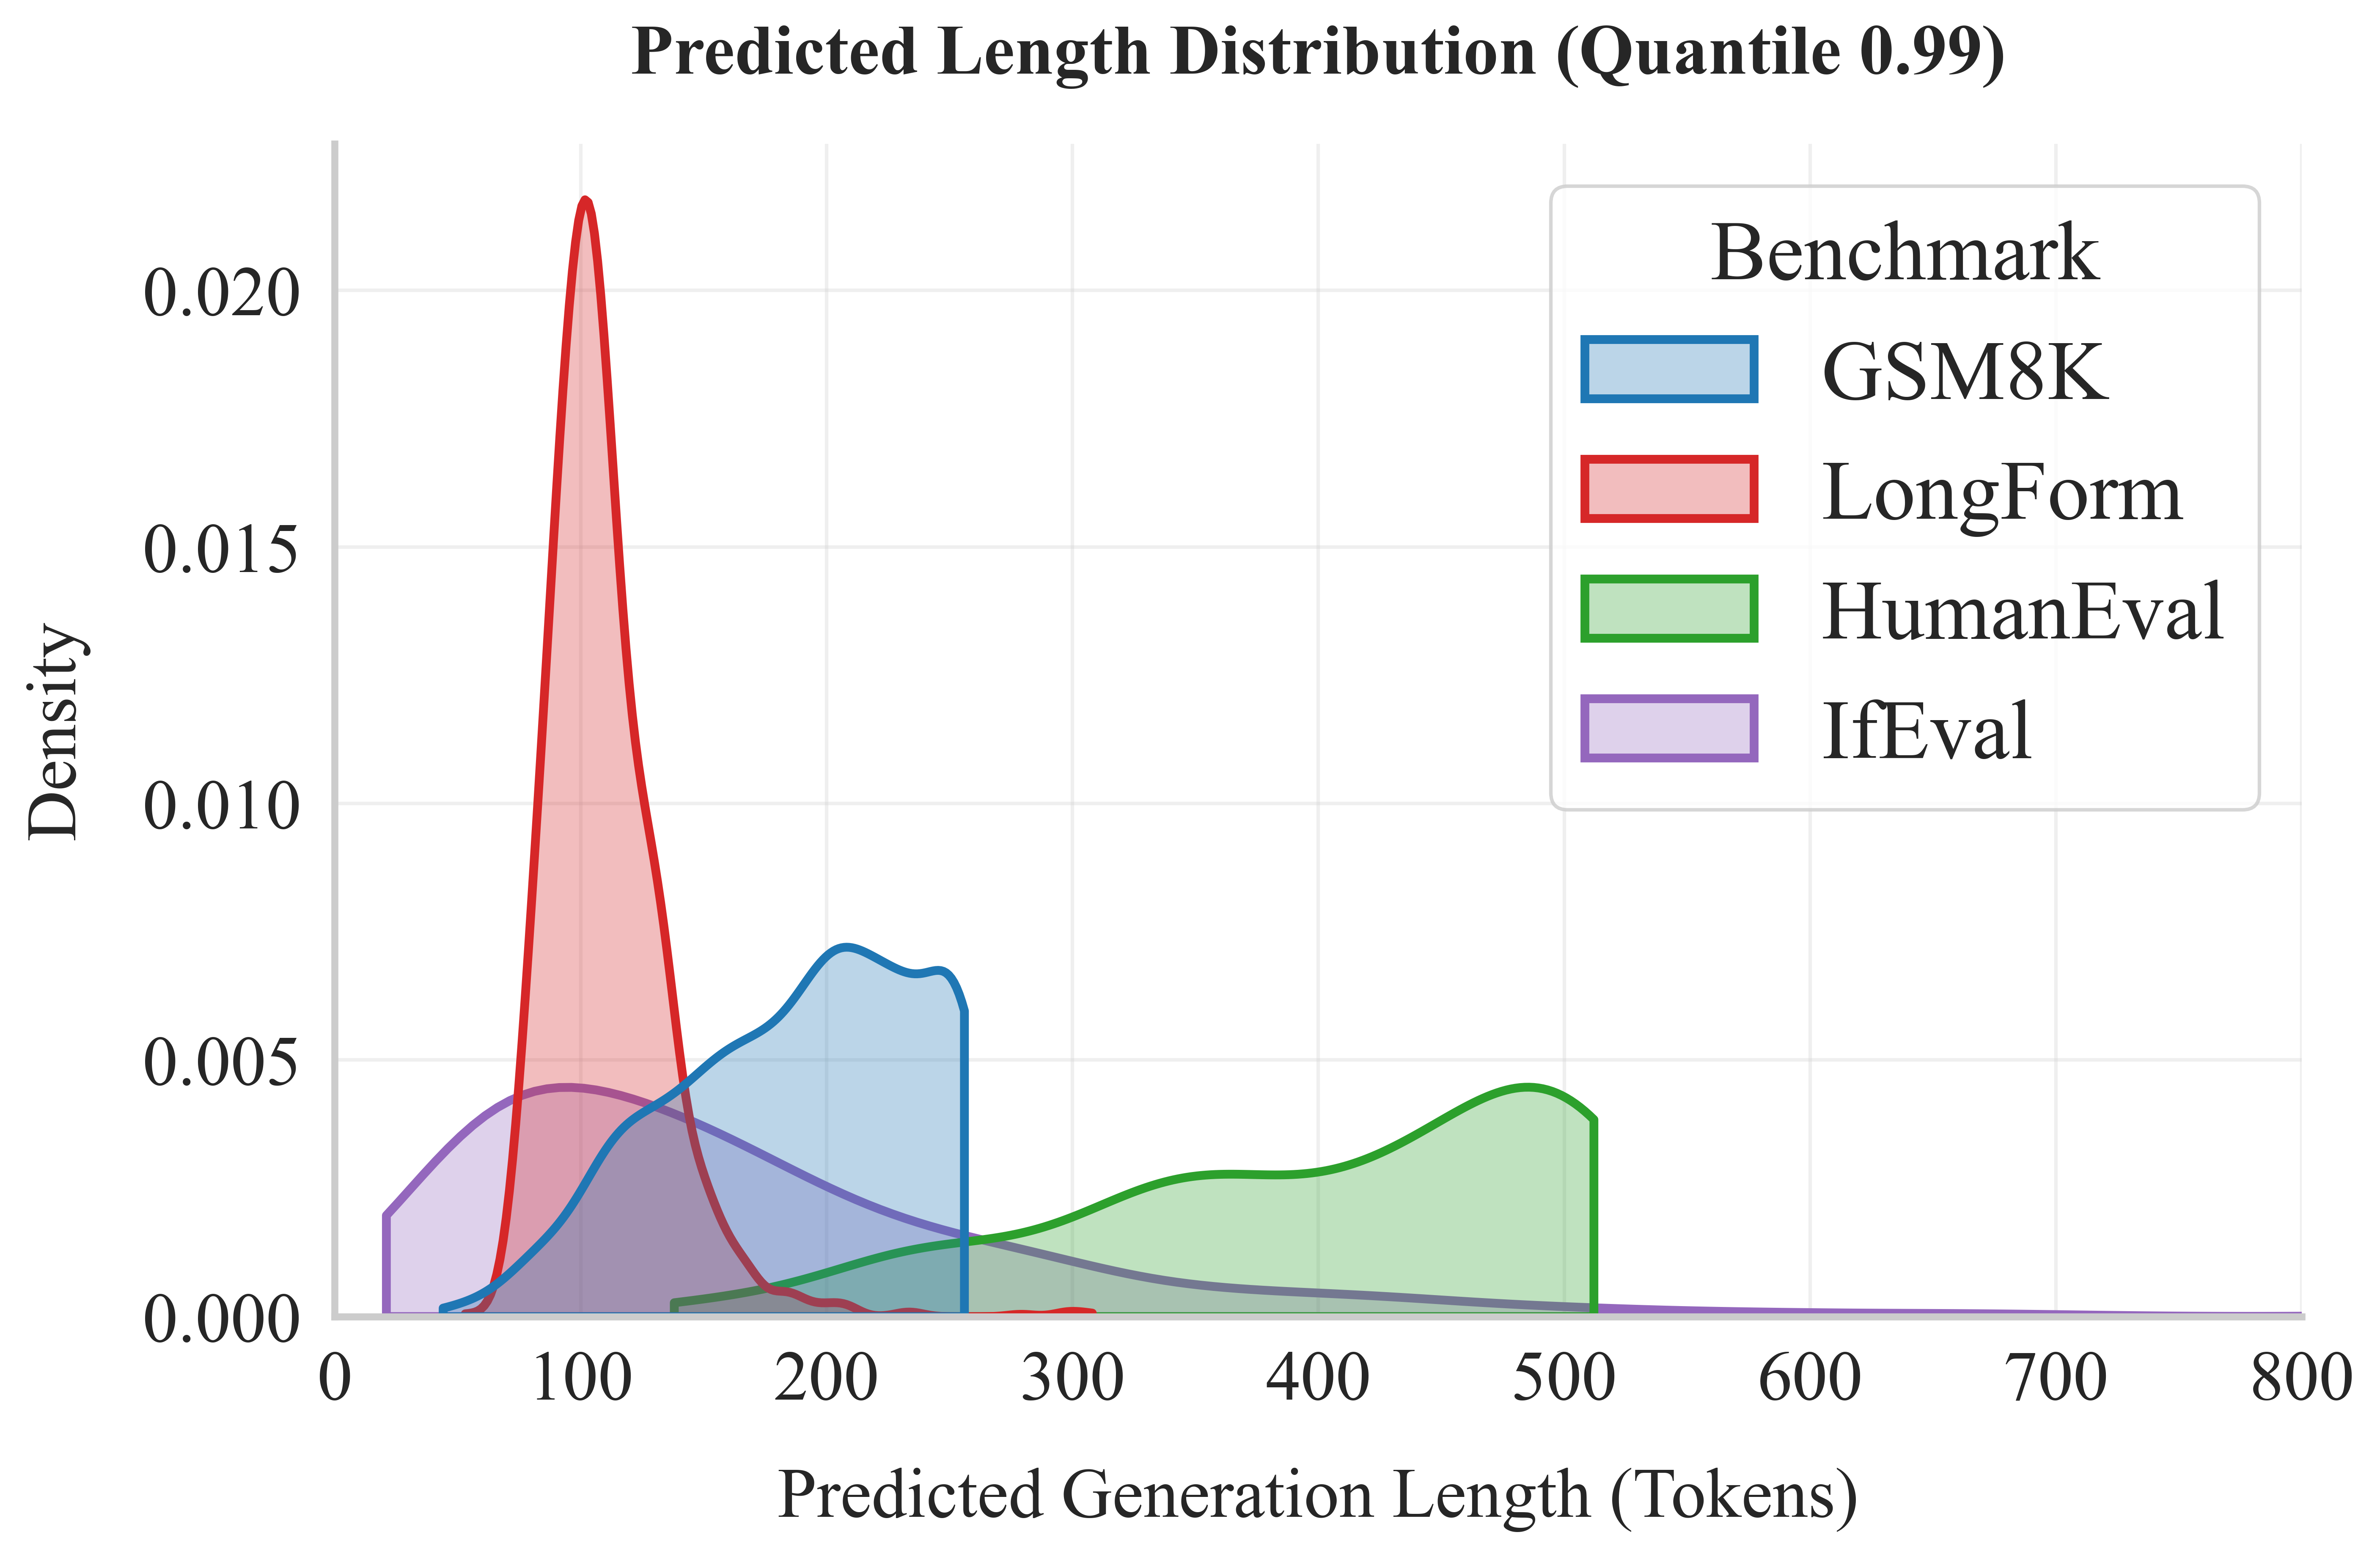 Predicted Length Distribution (Quantile 0.99)
Benchmark
GSM8K
LongForm
HumanEval
IfEval
Density
0.020
0.015
0.010
0.005
0.000
0 100 200 300 400 500 600 700 800
Predicted Generation Length (Tokens)